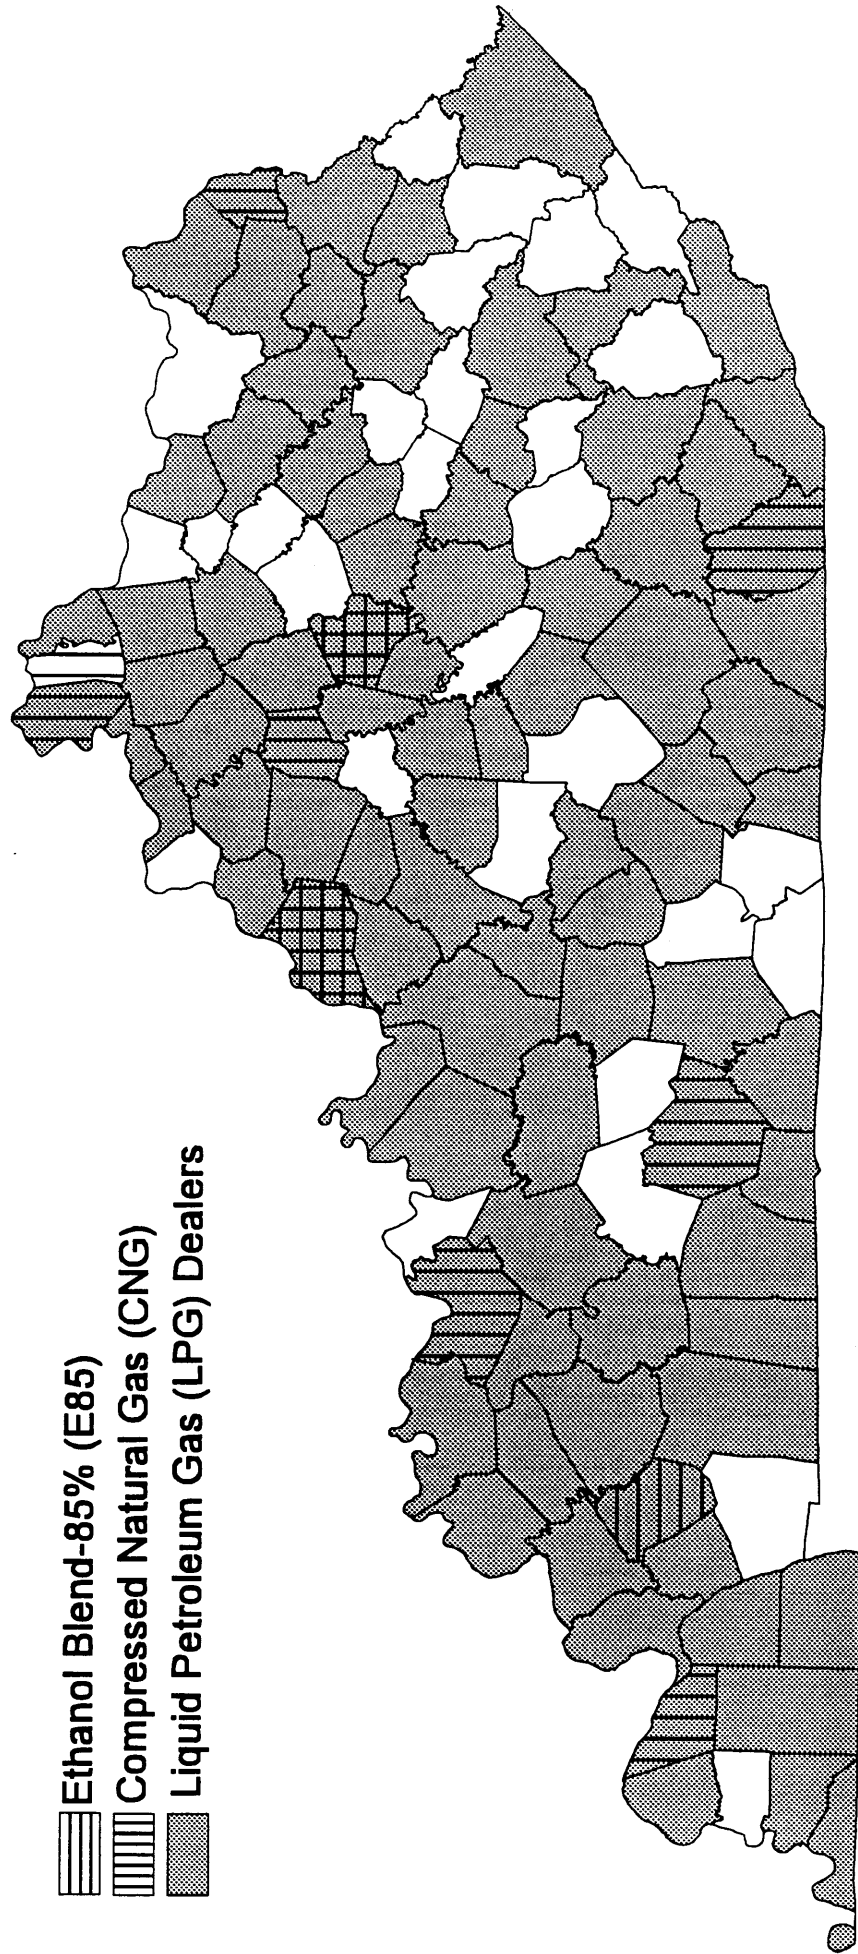 Ethanol Blend-85% (E85)
Compressed Natural Gas (CNG)
Liquid Petroleum Gas (LPG) Dealers